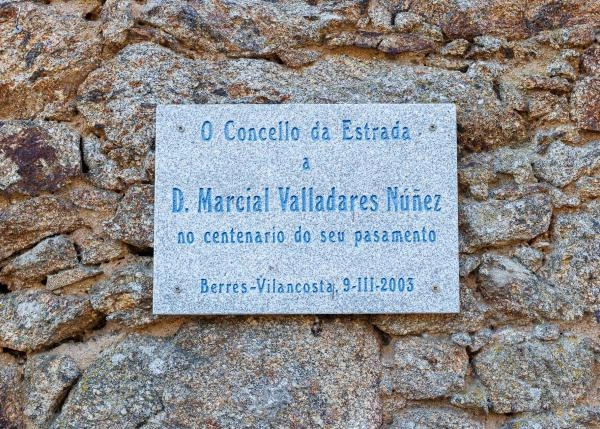 O Concello da Estrada
a
D. Marcial Valladares Núñez
no centenario do seu pasamento
Berres-Vilancosta, 9-III-2003